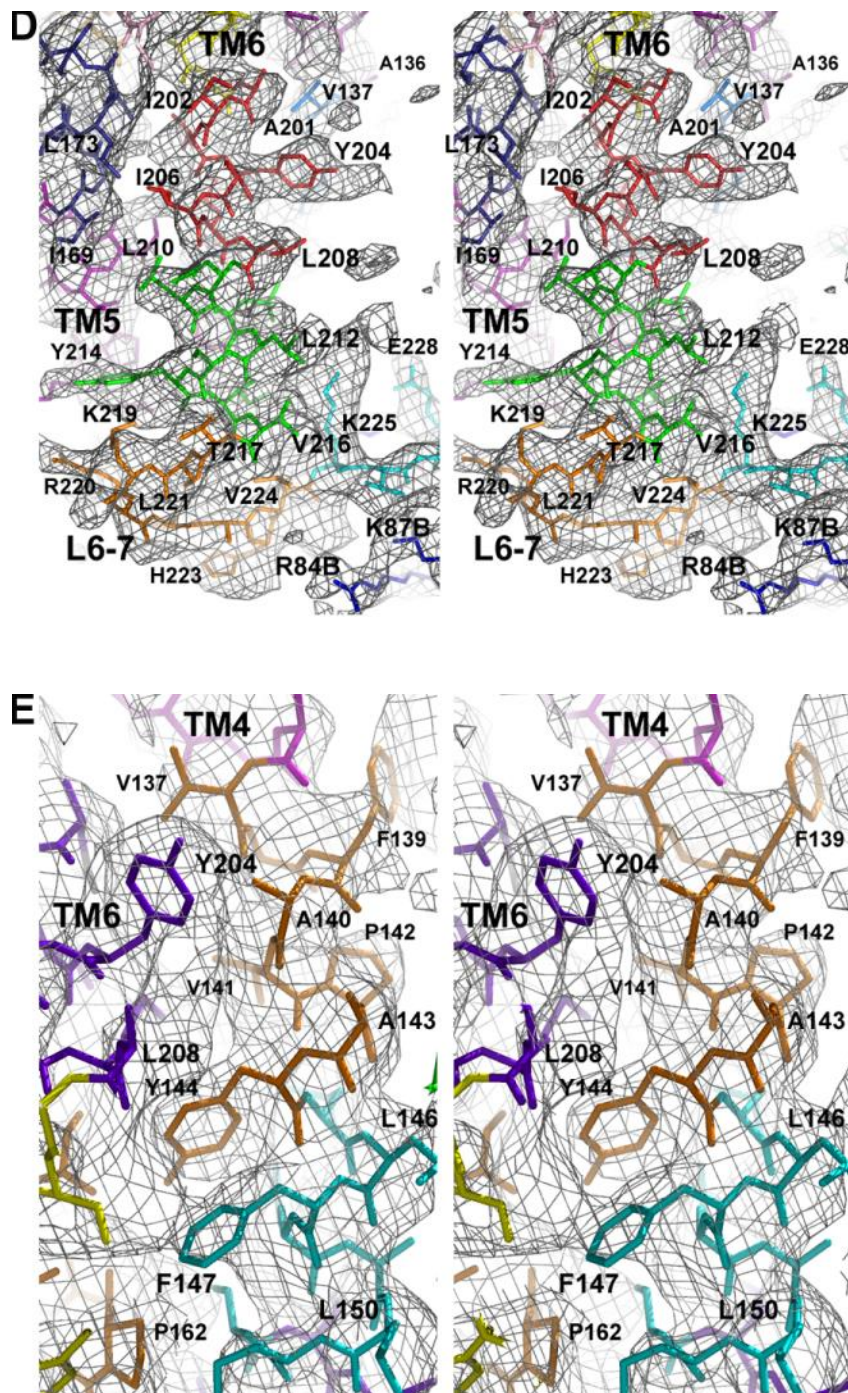 D
TM6 TM6
A136 A136
I202 V137 I202 V137
A201 A201
L173 Y204 L173 Y204
I206 I206
I169 L210 L208 I169 L210 L208
TM5 TM5
L212 L212
Y214 E228 Y214 E228
K219 K225 K219 K225
T217 V216 T217 V216
R220 L221 V224 R220 L221 V224
K87B K87B
L6-7 L6-7
H223 R84B H223 R84B
E
TM4 TM4
V137 V137
F139 F139
Y204 Y204
TM6 A140 TM6 A140
P142 P142
V141 V141
A143 A143
L208 L208
Y144 Y144
L146 L146
F147 F147
L150 L150
P162 P162